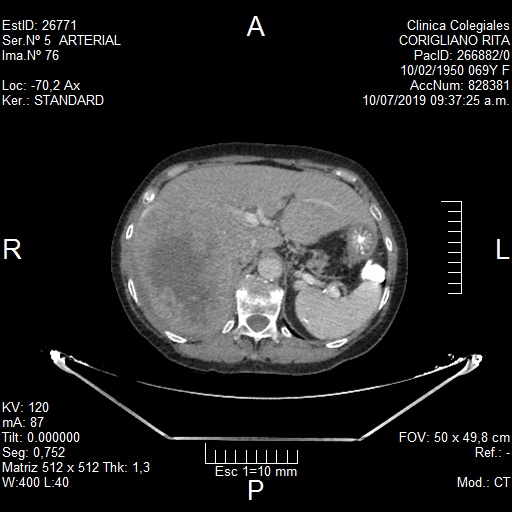 EstID: 26771
Ser.Nº 5 ARTERIAL
Ima.Nº 76
Loc: -70,2 Ax
Ker.: STANDARD
A
Clinica Colegiales
CORIGLIANO RITA
PacID: 266882/0
10/02/1950 069Y F
AccNum: 828381
10/07/2019 09:37:25 a.m.
R
L
KV: 120
mA: 87
Tilt: 0.000000
Seg: 0,752
Matriz 512 x 512 Thk: 1,3
W:400 L:40
Esc 1=10 mm
P
FOV: 50 x 49,8 cm
Ref.: -
Mod.: CT